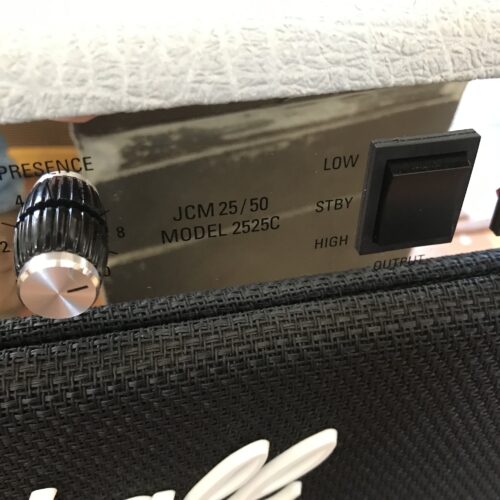 PRESENCE
4
2
8
JCM 25/50
MODEL 2525C
LOW
STBY
HIGH
OUTPUT